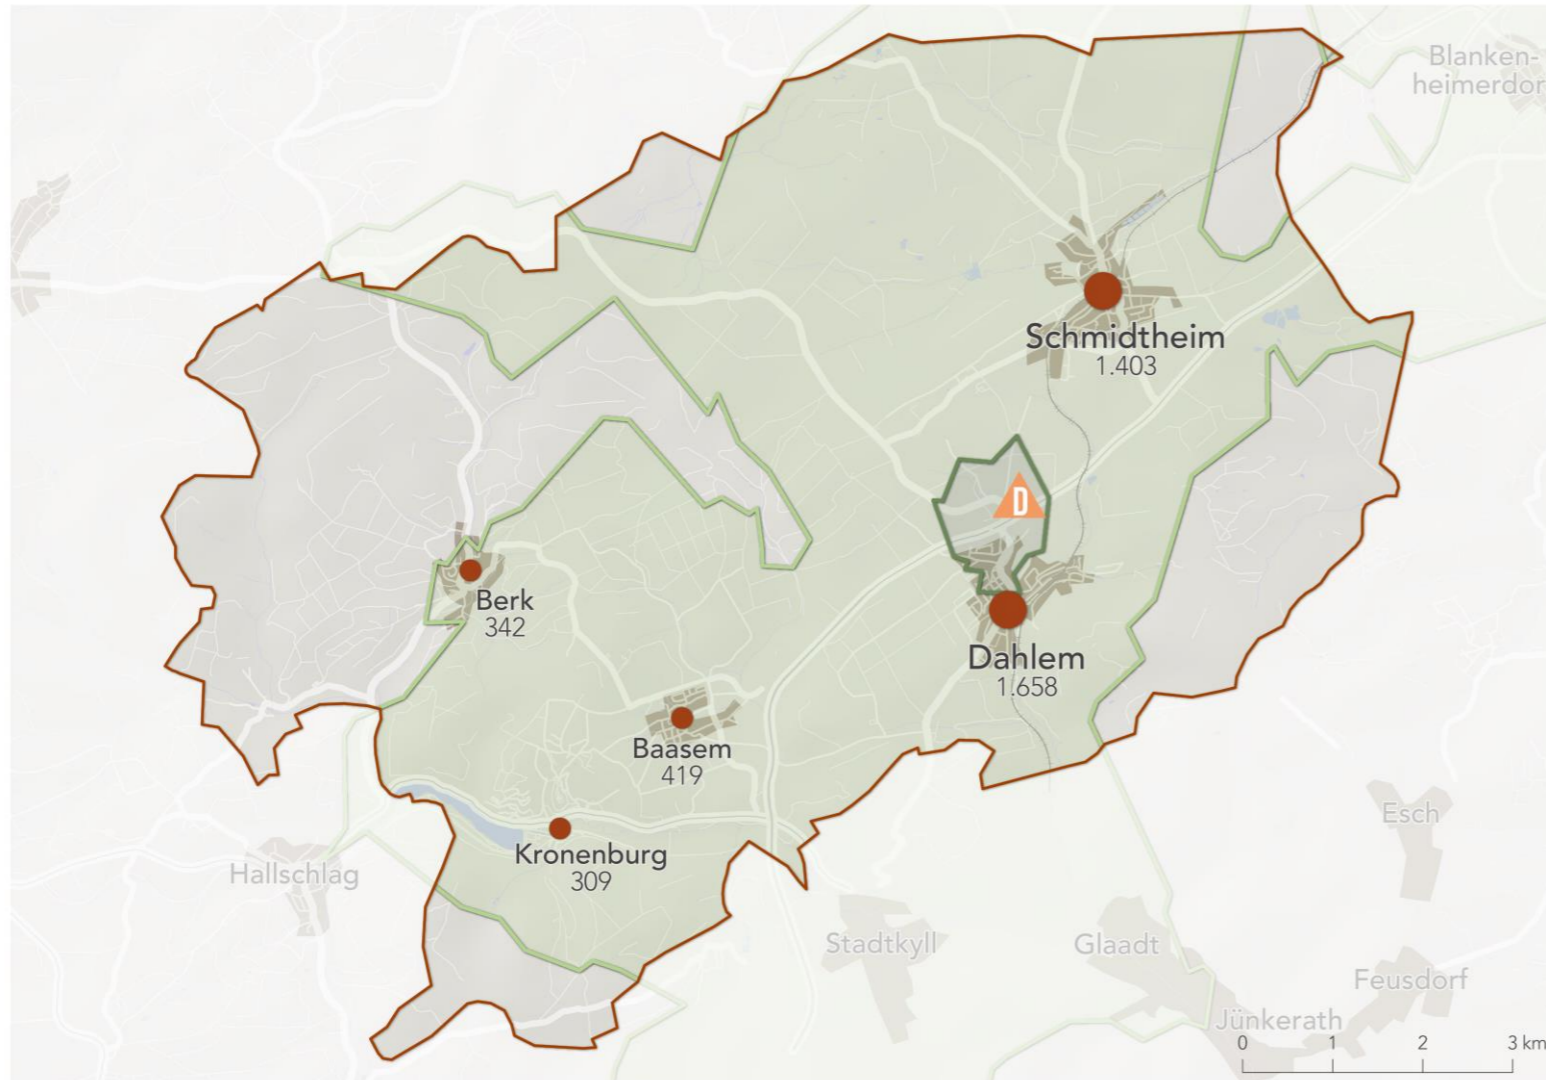 Blanken-
heimerdor
Schmidtheim
1.403
D
Berk
342
Dahlem
1.658
Baasem
419
Kronenburg
309
Esch
Hallschlag
Stadtkyll
Glaadt
Feusdorf
Jünkerath
0 1 2 3 km